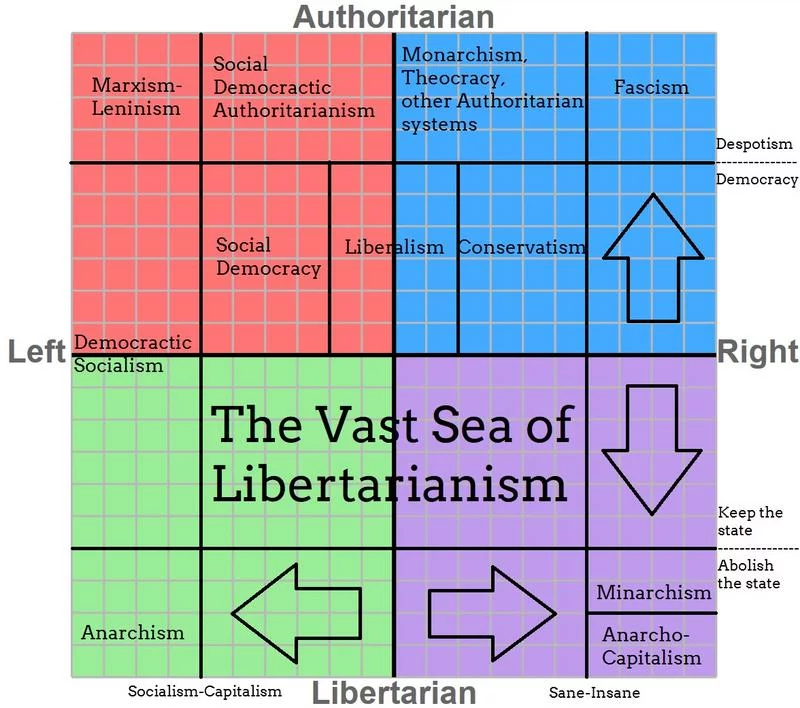 Authoritarian
Marxism-
Leninism
Social
Democractic
Authoritarianism
Monarchism,
Theocracy,
other Authoritarian
systems
Fascism
Despotism
Democracy
Social
Democracy
Liberalism
Conservatism
Left
Democractic
Socialism
Right
The Vast Sea of
Libertarianism
Keep the
state
Abolish
the state
Anarchism
Minarchism
Anarcho-
Capitalism
Socialism-Capitalism
Libertarian
Sane-Insane